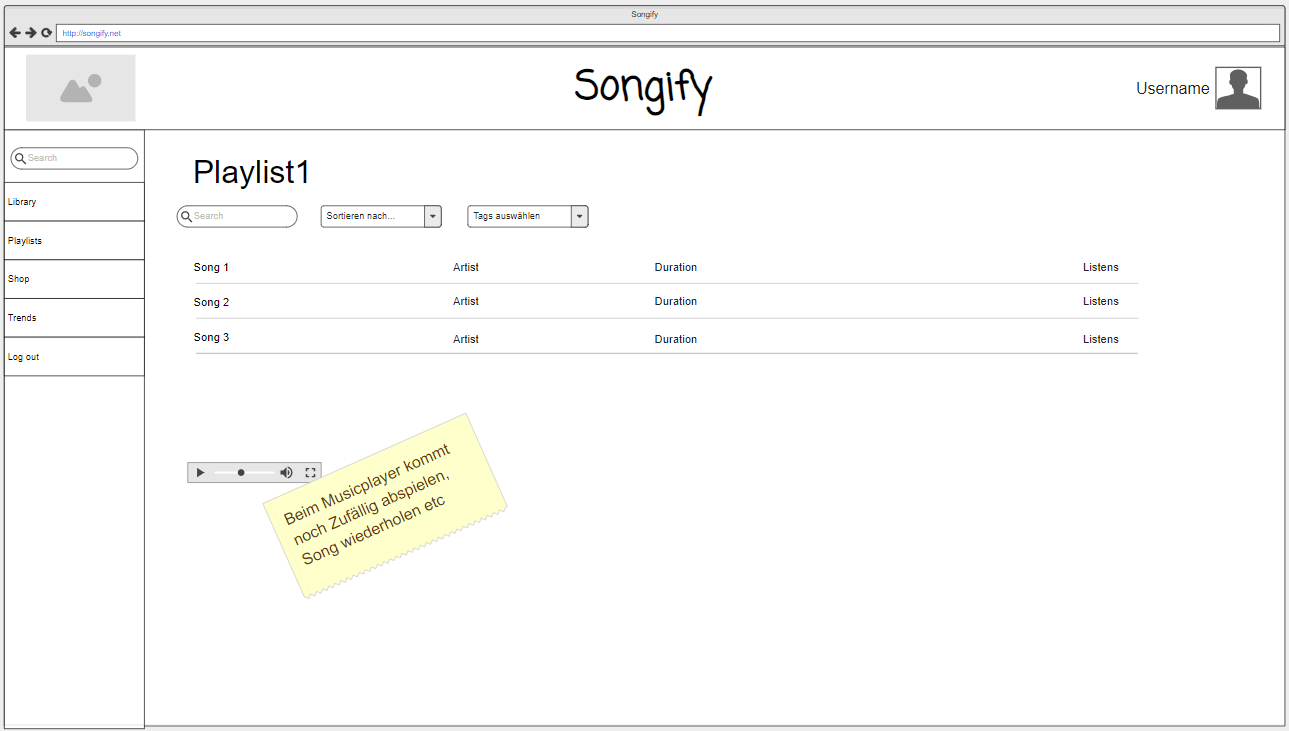 Songify
http://songify.net
Songify
Username
Search
Library
Playlists
Shop
Trends
Log out
Playlist1
Search
Sortieren nach...
Tags auswählen
Song 1 Artist Duration Listens
Song 2 Artist Duration Listens
Song 3 Artist Duration Listens
Beim Musicplayer kommt
noch Zufällig abspielen,
Song wiederholen etc